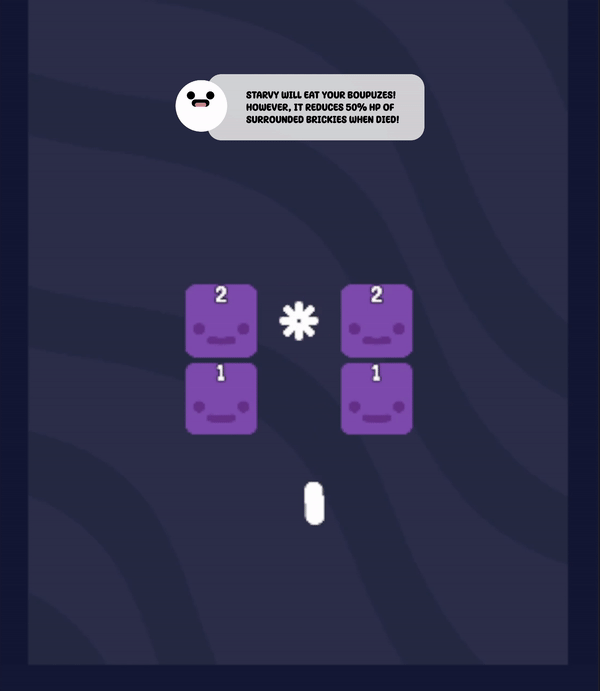 STARVY WILL EAT YOUR BOUPUZES!
HOWEVER, IT REDUCES 50% HP OF
SURROUNDED BRICKIES WHEN DIED!
2 2
1 1